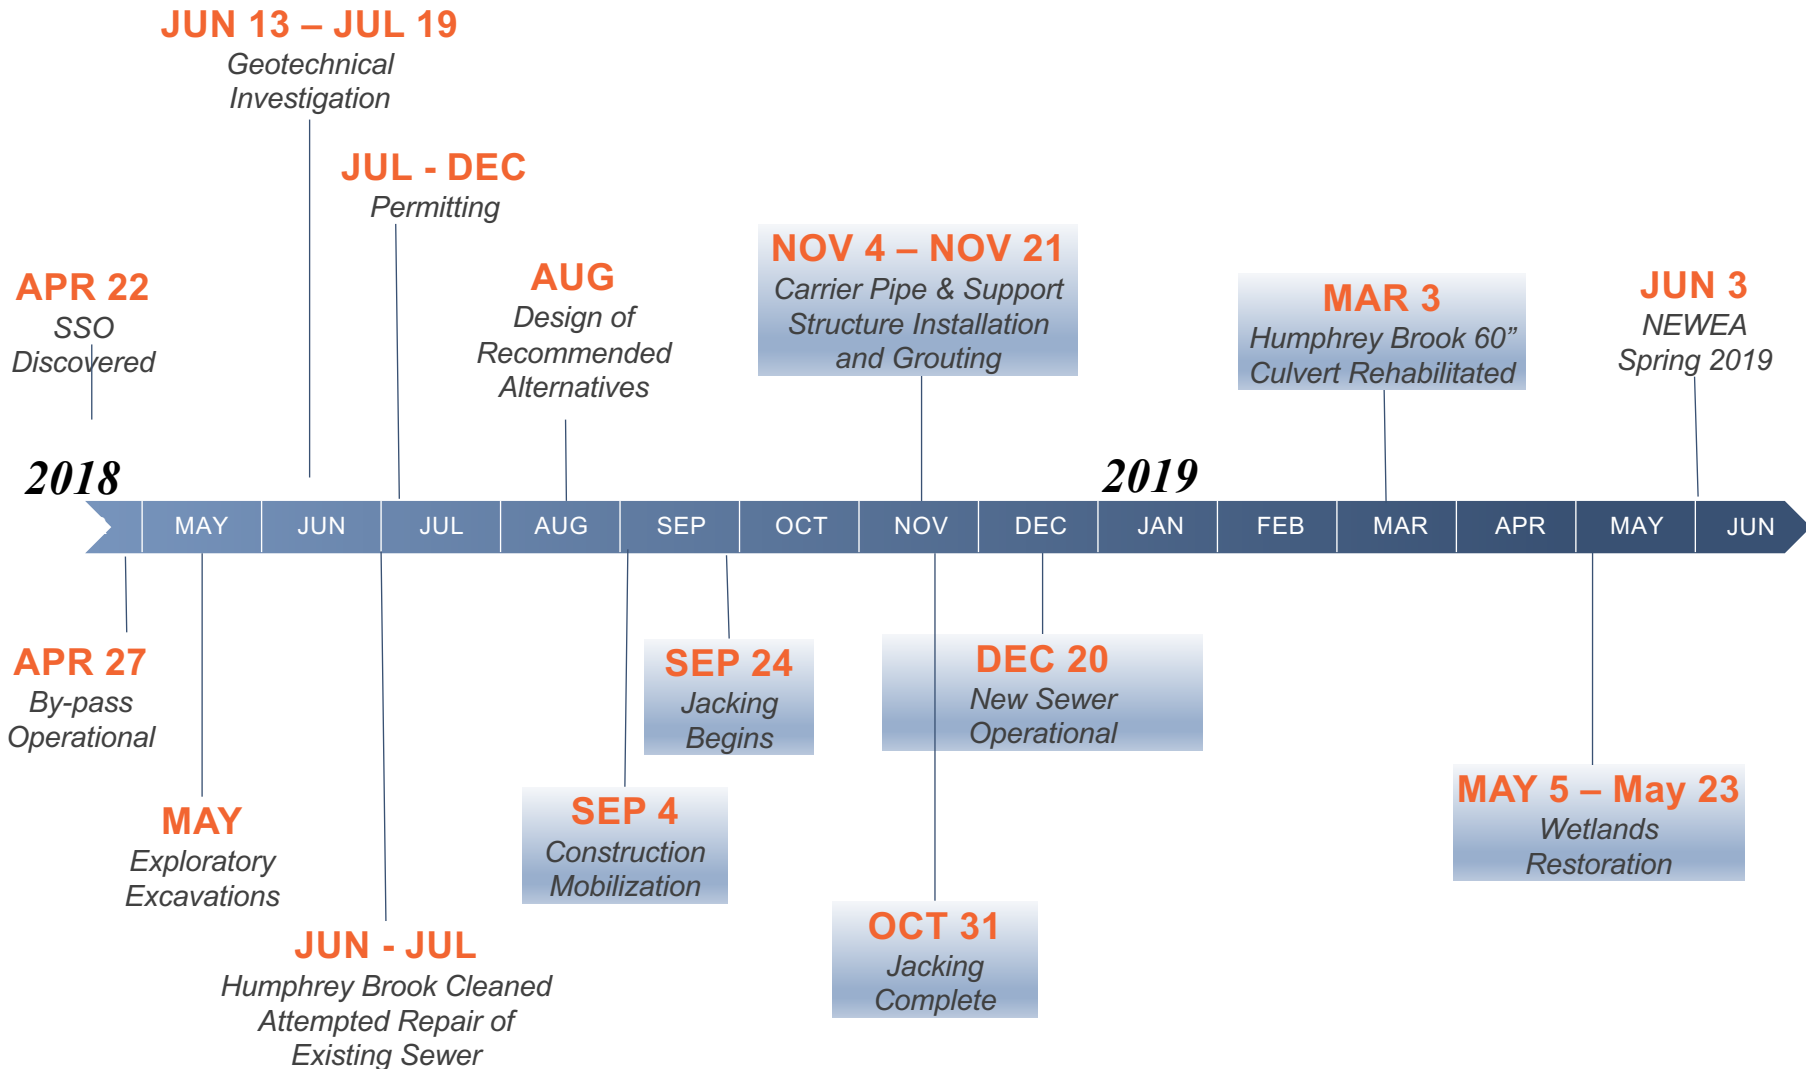 JUN 13 – JUL 19
Geotechnical
Investigation
JUL - DEC
Permitting
APR 22
SSO
Discovered
AUG
Design of
Recommended
Alternatives
NOV 4 – NOV 21
Carrier Pipe & Support
Structure Installation
and Grouting
MAR 3
Humphrey Brook 60”
Culvert Rehabilitated
JUN 3
NEWEA
Spring 2019
2018
2019
MAY JUN JUL AUG SEP OCT NOV DEC JAN FEB MAR APR MAY JUN
APR 27
By-pass
Operational
MAY
Exploratory
Excavations
JUN - JUL
Humphrey Brook Cleaned
Attempted Repair of
Existing Sewer
SEP 4
Construction
Mobilization
SEP 24
Jacking
Begins
OCT 31
Jacking
Complete
DEC 20
New Sewer
Operational
MAY 5 – May 23
Wetlands
Restoration